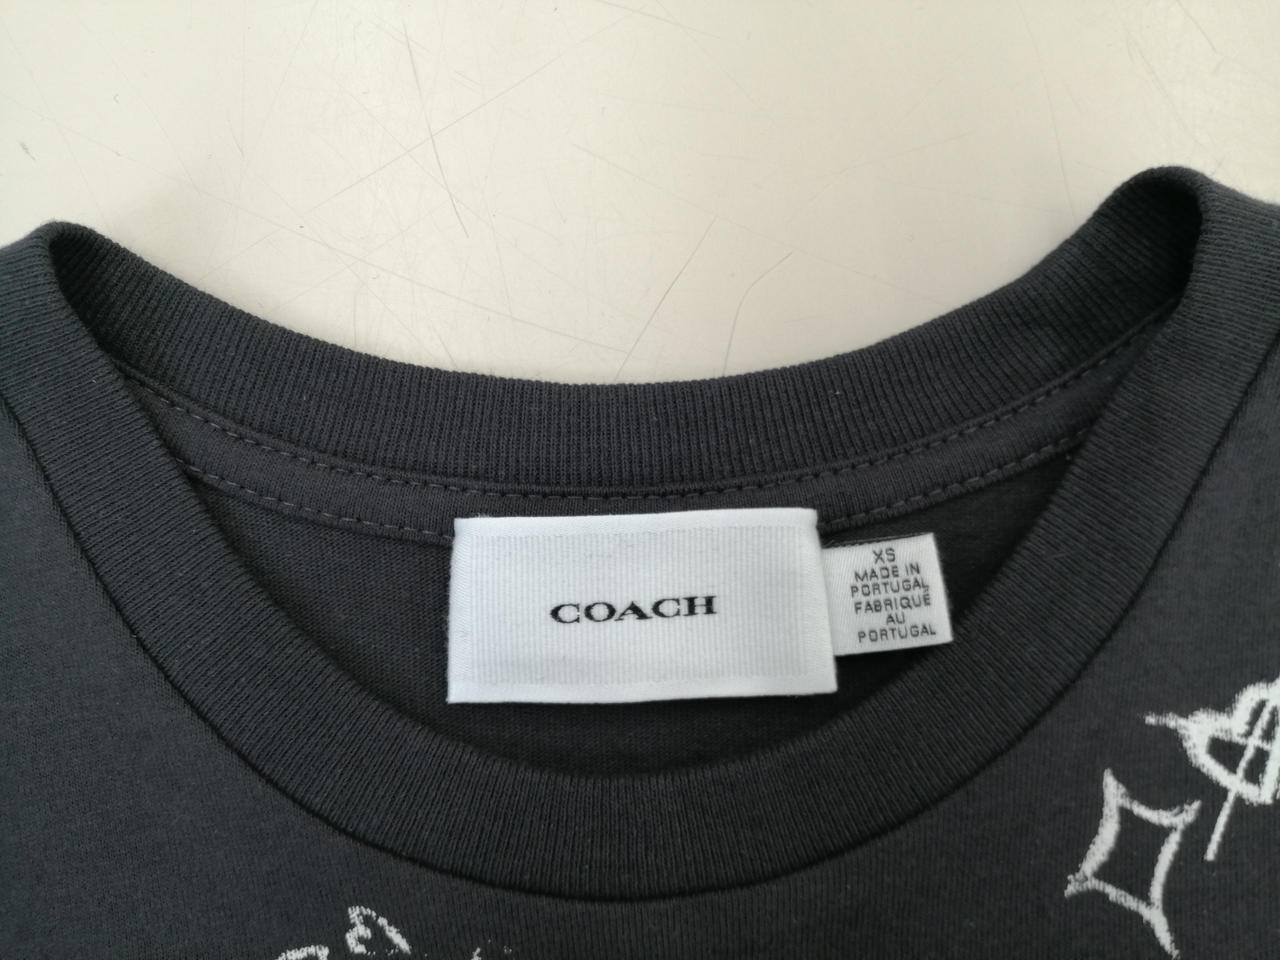 COACH
XS
MADE IN
PORTUGAL
FABRIQUÉ
AU
PORTUGAL